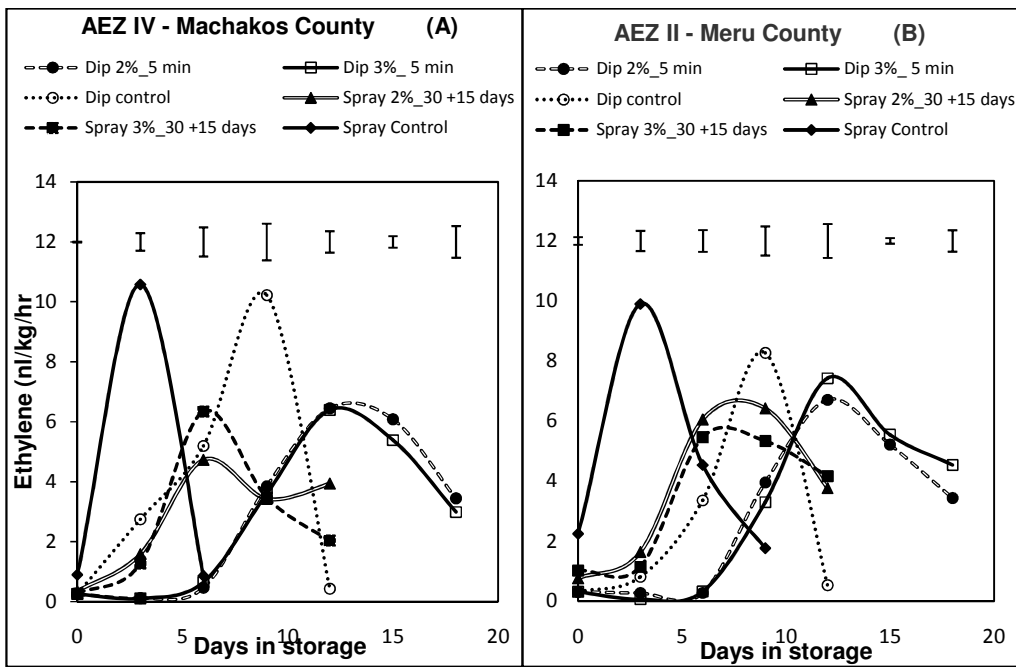 AEZ IV - Machakos County (A)
Dip 2%_5 min
Dip 3%_ 5 min
Dip control
Spray 2%_30 +15 days
Spray 3%_30 +15 days
Spray Control
14
12
10
8
6
4
2
0
Ethylene (nl/kg/hr)
0 5 10 15 20
Days in storage
AEZ II - Meru County (B)
Dip 2%_5 min
Dip 3%_ 5 min
Dip control
Spray 2%_30 +15 days
Spray 3%_30 +15 days
Spray Control
14
12
10
8
6
4
2
0
0 5 10 15 20
Days in storage